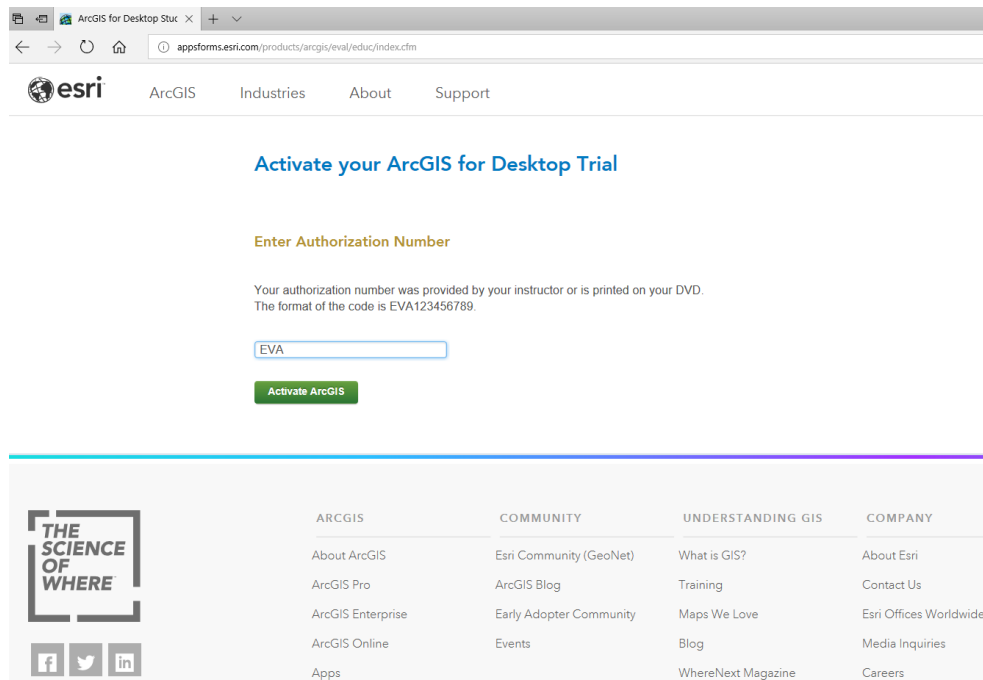 ArcGIS for Desktop Stuc
appsforms.esri.com/products/arcgis/eval/educ/index.cfm
esri
ArcGIS Industries About Support
Activate your ArcGIS for Desktop Trial
Enter Authorization Number
Your authorization number was provided by your instructor or is printed on your DVD.
The format of the code is EVA123456789.
EVA
Activate ArcGIS
THE
SCIENCE
OF
WHERE
ARCGIS
About ArcGIS
ArcGIS Pro
ArcGIS Enterprise
ArcGIS Online
Apps
COMMUNITY
Esri Community (GeoNet)
ArcGIS Blog
Early Adopter Community
Events
UNDERSTANDING GIS
What is GIS?
Training
Maps We Love
Blog
WhereNext Magazine
COMPANY
About Esri
Contact Us
Esri Offices Worldwide
Media Inquiries
Careers